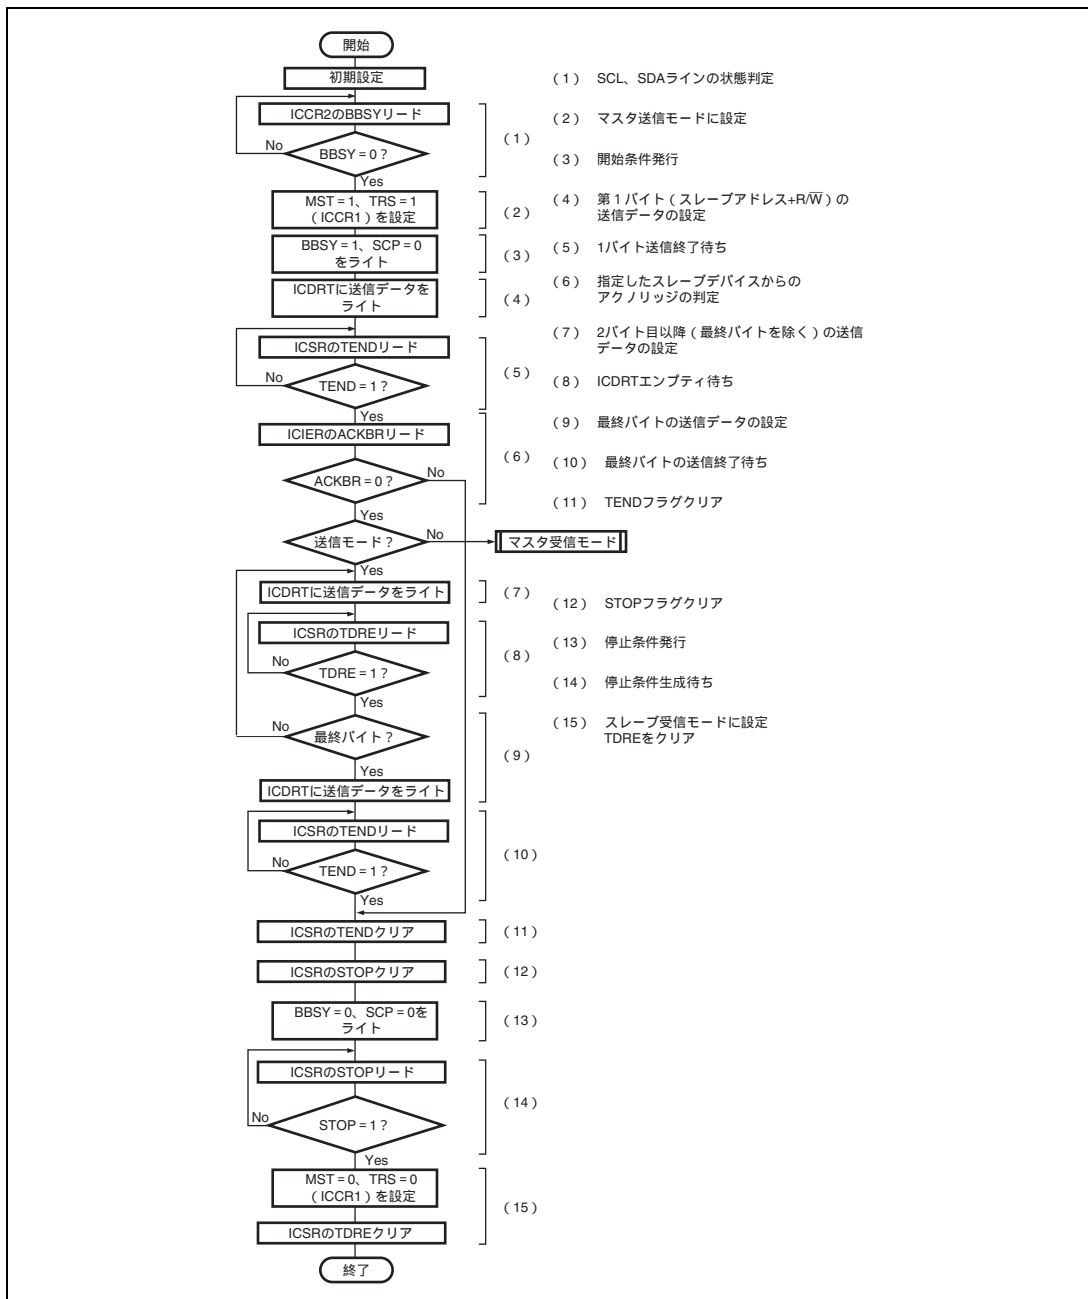 開始
初期設定
ICCR2のBBSYリード
No
BBSY = 0 ?
Yes
(1)
MST = 1、TRS = 1
(ICCR1)を設定
(2)
BBSY = 1、SCP = 0
をライト
(3)
ICDRTに送信データを
ライト
(4)
ICSRのTENDリード
No
TEND = 1 ?
Yes
(5)
ICIERのACKBRリード
ACKBR = 0 ?
No
Yes
(6)
送信モード ?
No
マスタ受信モード
Yes
ICDRTに送信データをライト
(7)
ICSRのTDREリード
No
TDRE = 1 ?
Yes
(8)
No
最終バイト ?
Yes
(9)
ICDRTに送信データをライト
ICSRのTENDリード
No
TEND = 1 ?
Yes
(10)
ICSRのTENDクリア
(11)
ICSRのSTOPクリア
(12)
BBSY = 0、SCP = 0を
ライト
(13)
ICSRのSTOPリード
No
STOP = 1 ?
Yes
(14)
MST = 0、TRS = 0
(ICCR1)を設定
(15)
ICSRのTDREクリア
終了
(1) SCL、SDAラインの状態判定
(2) マスタ送信モードに設定
(3) 開始条件発行
(4) 第1バイト(スレーブアドレス+R/W̅)の
送信データの設定
(5) 1バイト送信終了待ち
(6) 指定したスレーブデバイスからの
アクノリッジの判定
(7) 2バイト目以降(最終バイトを除く)の送信
データの設定
(8) ICDRTエンプティ待ち
(9) 最終バイトの送信データの設定
(10) 最終バイトの送信終了待ち
(11) TENDフラグクリア
(12) STOPフラグクリア
(13) 停止条件発行
(14) 停止条件生成待ち
(15) スレーブ受信モードに設定
TDREをクリア